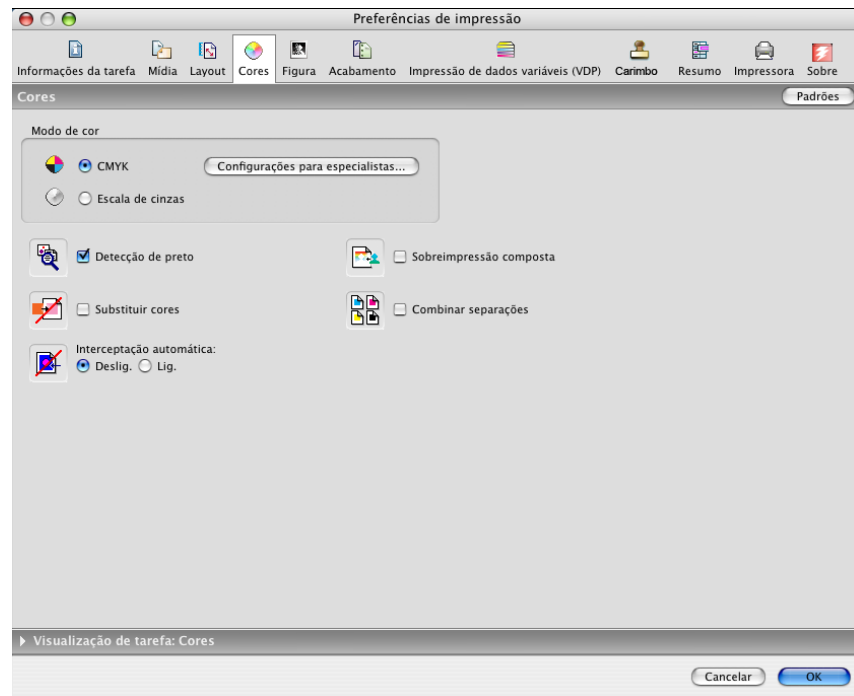 Preferências de impressão
Informações da tarefa Mídia Layout Cores Figura Acabamento Impressão de dados variáveis (VDP) Carimbo Resumo Impressora Sobre
Cores Padrões
Modo de cor
CMYK Configurações para especialistas...
Escala de cinzas
Detecção de preto Sobreimpressão composta
Substituir cores Combinar separações
Interceptação automática:
Deslig. Lig.
Visualização de tarefa: Cores
Cancelar OK